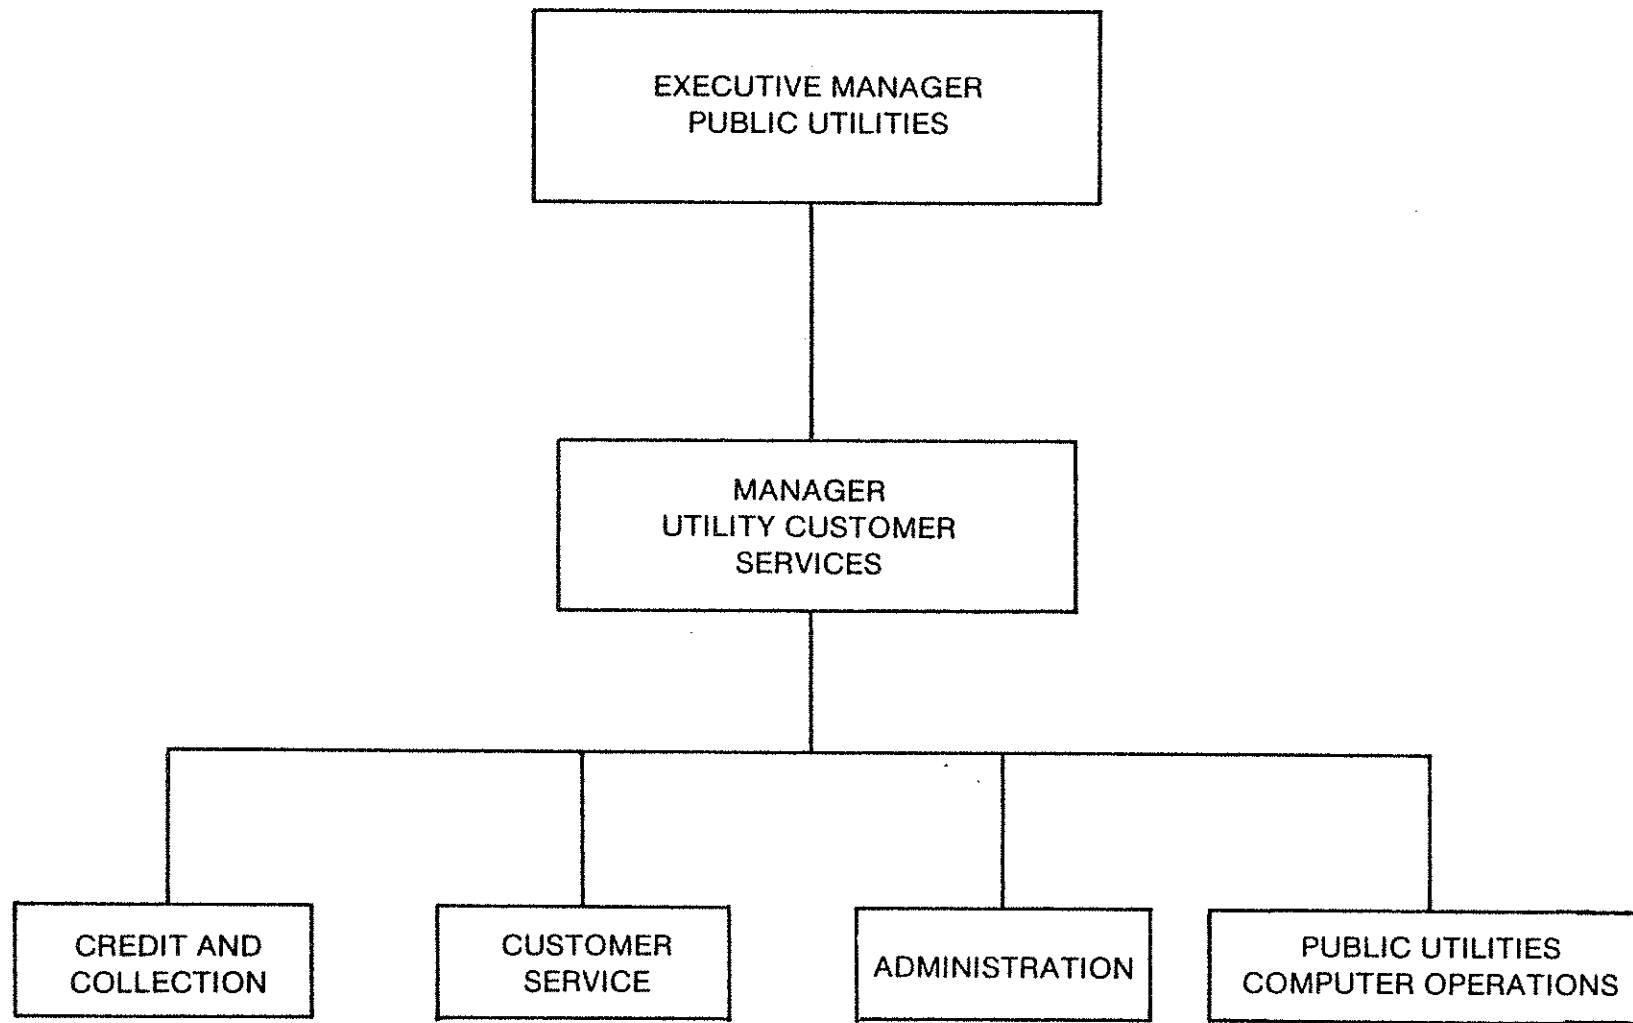 EXECUTIVE MANAGER
PUBLIC UTILITIES
MANAGER
UTILITY CUSTOMER
SERVICES
CREDIT AND
COLLECTION
CUSTOMER
SERVICE
ADMINISTRATION
PUBLIC UTILITIES
COMPUTER OPERATIONS